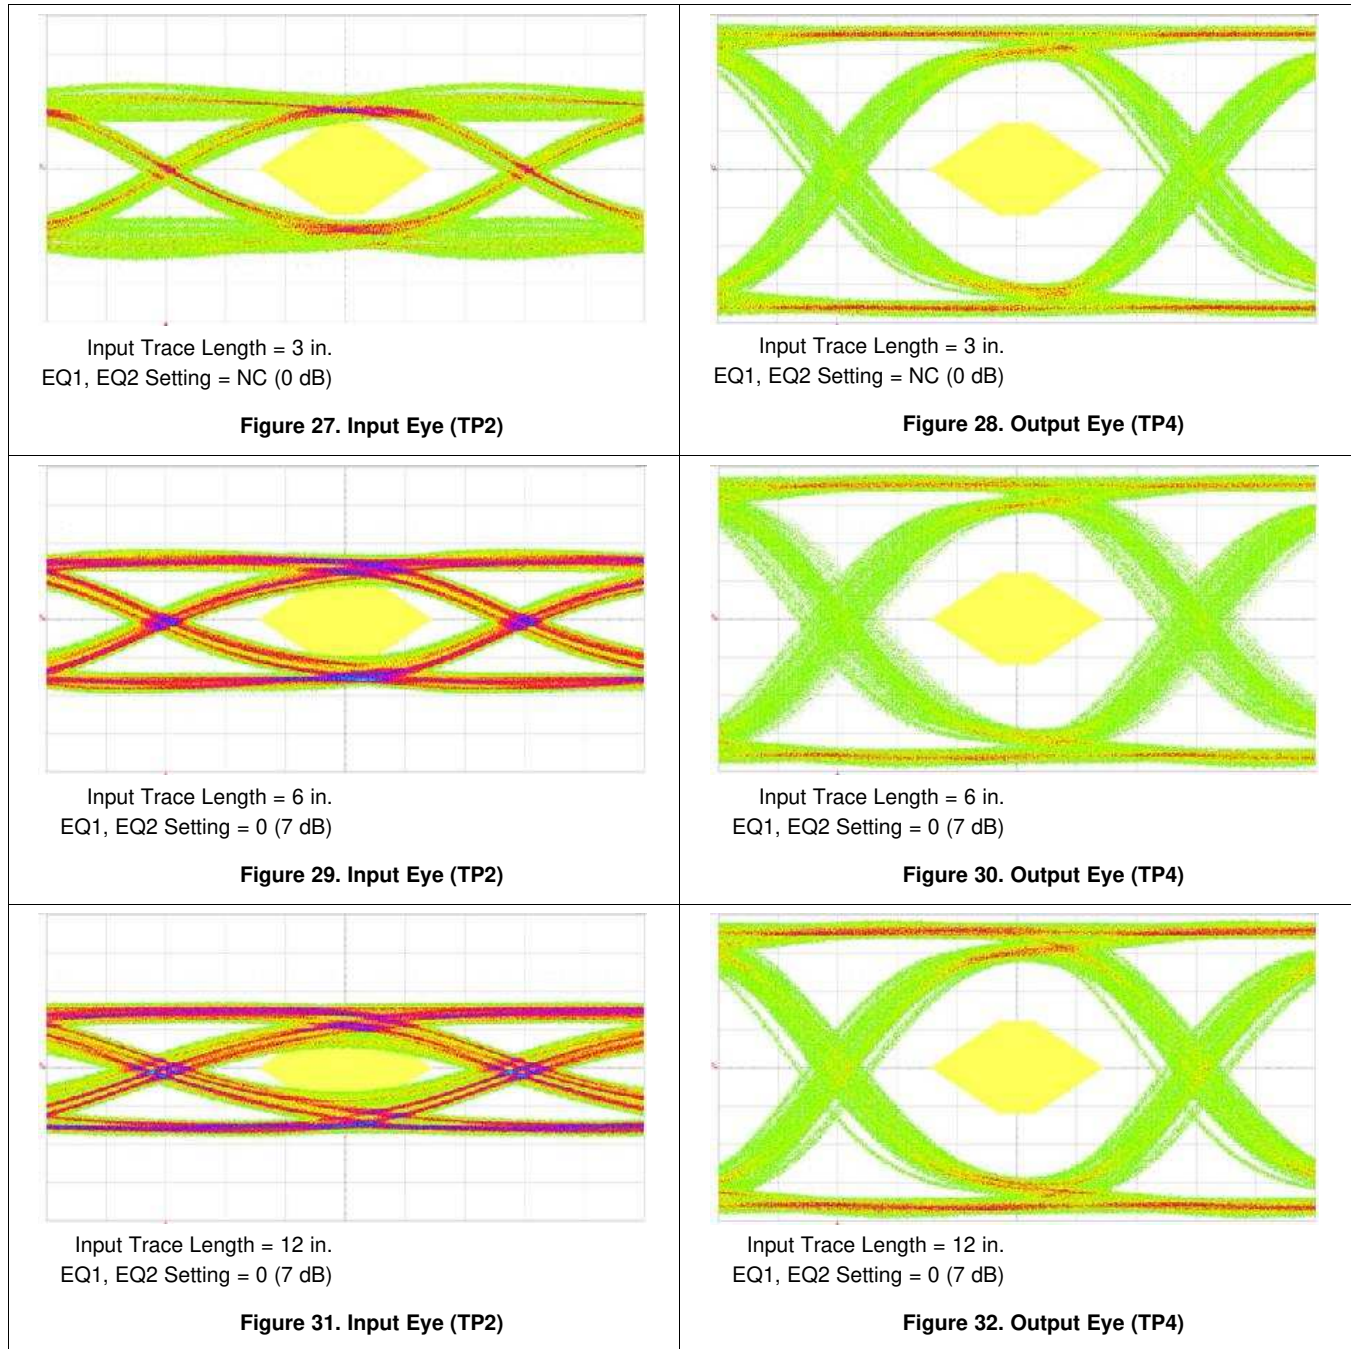 Input Trace Length = 3 in.
EQ1, EQ2 Setting = NC (0 dB)
Figure 27. Input Eye (TP2)
Input Trace Length = 3 in.
EQ1, EQ2 Setting = NC (0 dB)
Figure 28. Output Eye (TP4)
Input Trace Length = 6 in.
EQ1, EQ2 Setting = 0 (7 dB)
Figure 29. Input Eye (TP2)
Input Trace Length = 6 in.
EQ1, EQ2 Setting = 0 (7 dB)
Figure 30. Output Eye (TP4)
Input Trace Length = 12 in.
EQ1, EQ2 Setting = 0 (7 dB)
Figure 31. Input Eye (TP2)
Input Trace Length = 12 in.
EQ1, EQ2 Setting = 0 (7 dB)
Figure 32. Output Eye (TP4)